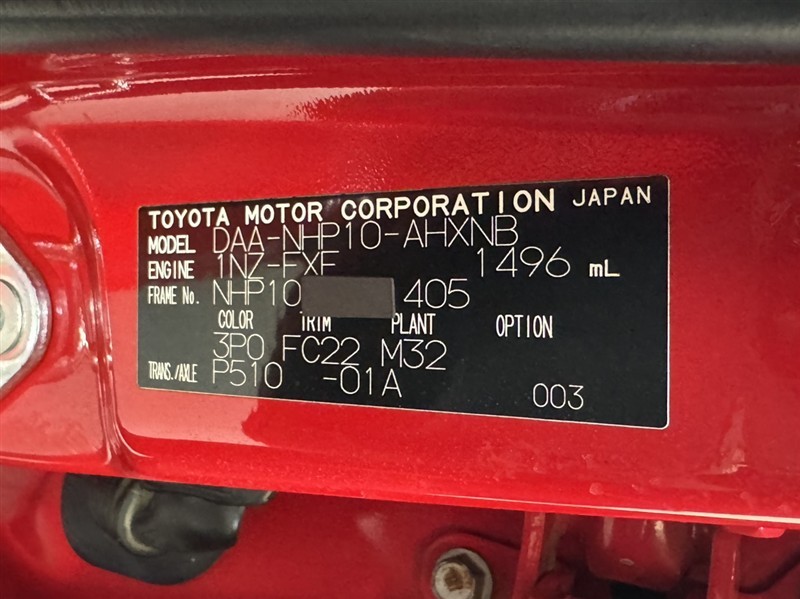 TOYOTA MOTOR CORPORATION JAPAN
MODEL DAA-NHP10-AHXNB
ENGINE 1NZ-FXE 1496 mL
FRAME No. NHP10 405
COLOR TRIM PLANT OPTION
3P0 FC22 M32
TRANS./AXLE P510 -01A 003